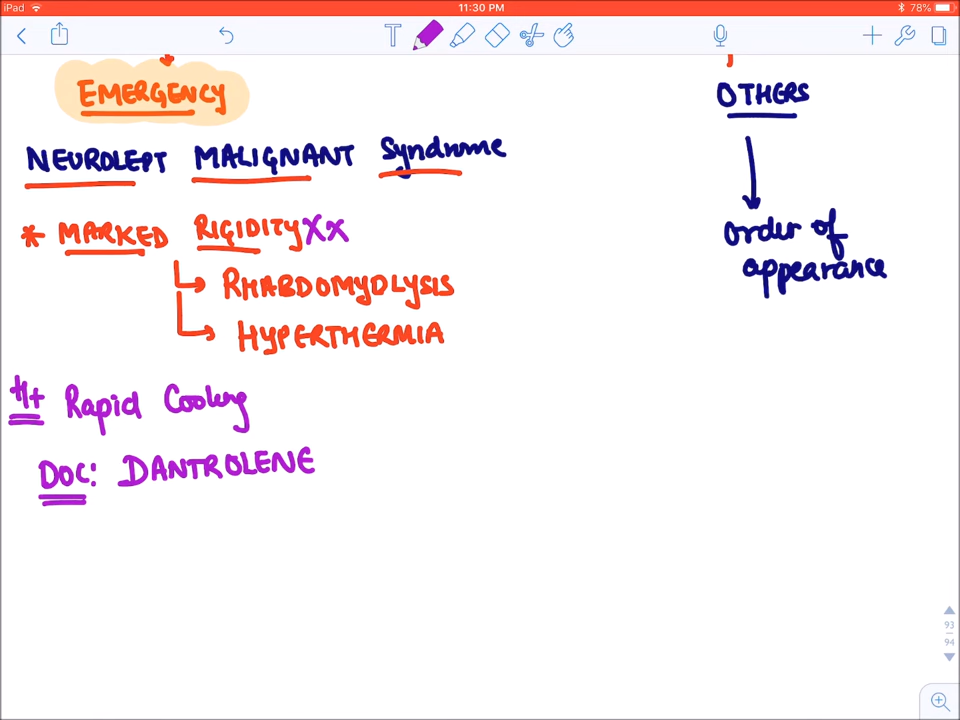 iPad 11:30 PM 78%
T
EMERGENCY
NEUROLEPT MALIGNANT Syndrome
* MARKED RIGIDITY XX
RHABDOMYOLYSIS
HYPERTHERMIA
Rapid Cooling
DOC: DANTROLENE
OTHERS
order of
appearance
93
94